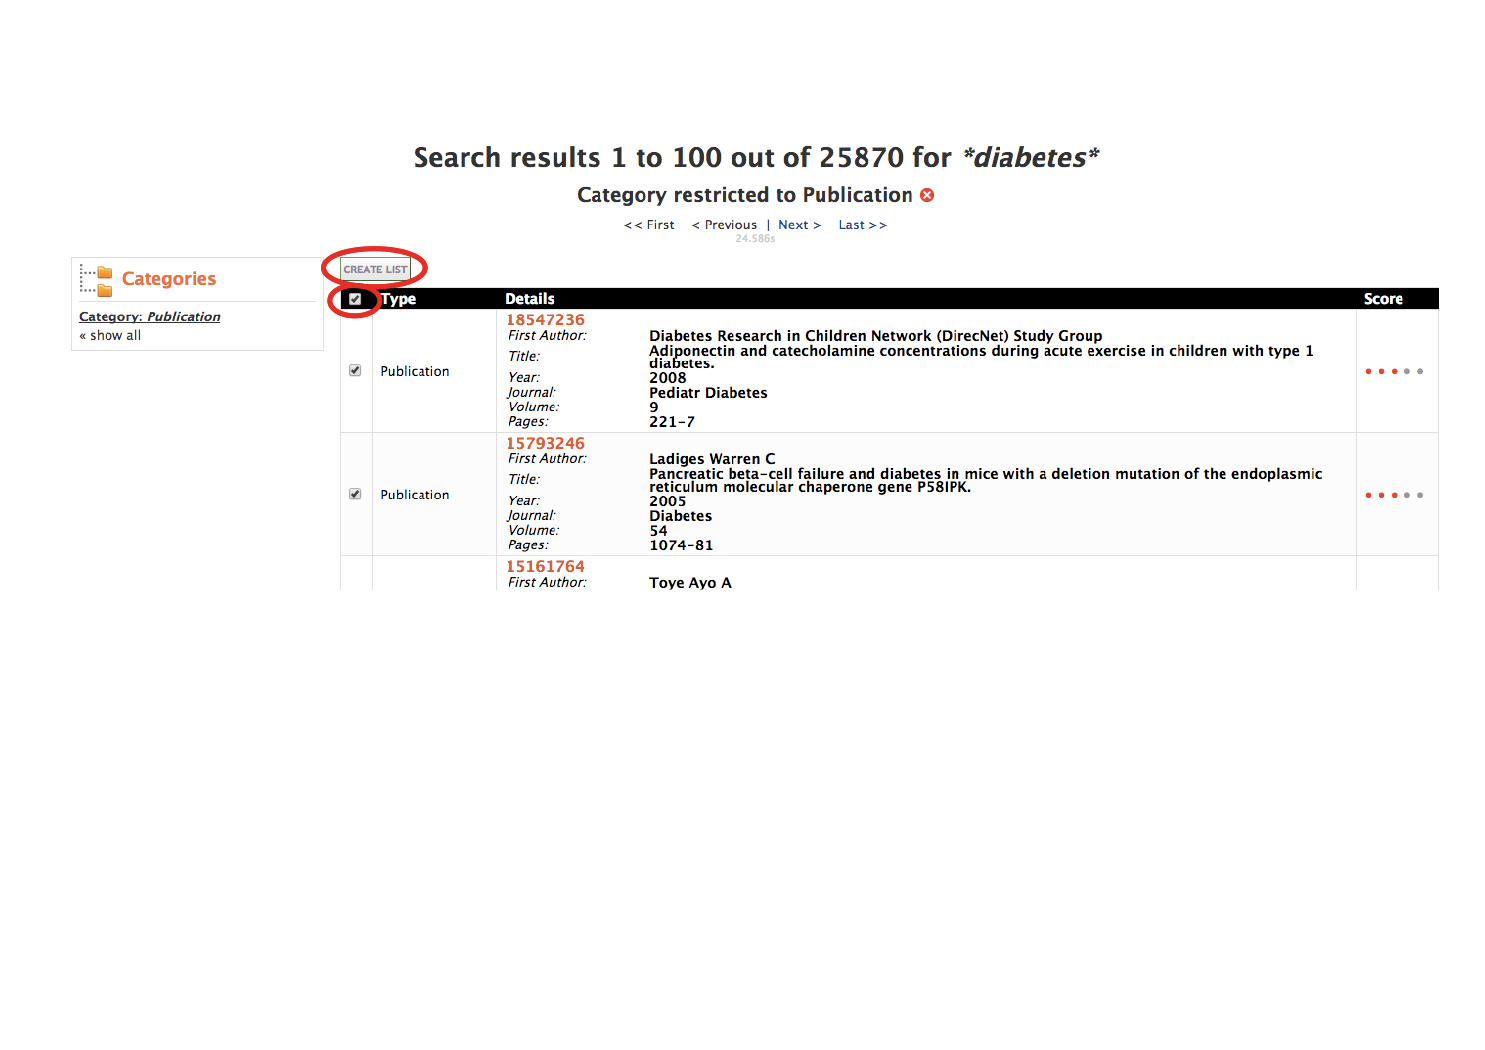 Search results 1 to 100 out of 25870 for *diabetes*
Category restricted to Publication
<< First < Previous | Next > Last >>
24.586s
Categories
Category: Publication
« show all
CREATE LIST
Type Details Score
18547236
First Author: Diabetes Research in Children Network (DirecNet) Study Group
Title: Adiponectin and catecholamine concentrations during acute exercise in children with type 1
diabetes.
Year: 2008
Journal: Pediatr Diabetes
Volume: 9
Pages: 221-7
Publication
15793246
First Author: Ladiges Warren C
Title: Pancreatic beta-cell failure and diabetes in mice with a deletion mutation of the endoplasmic
reticulum molecular chaperone gene P58IPK.
Year: 2005
Journal: Diabetes
Volume: 54
Pages: 1074-81
Publication
15161764
First Author: Toye Ayo A